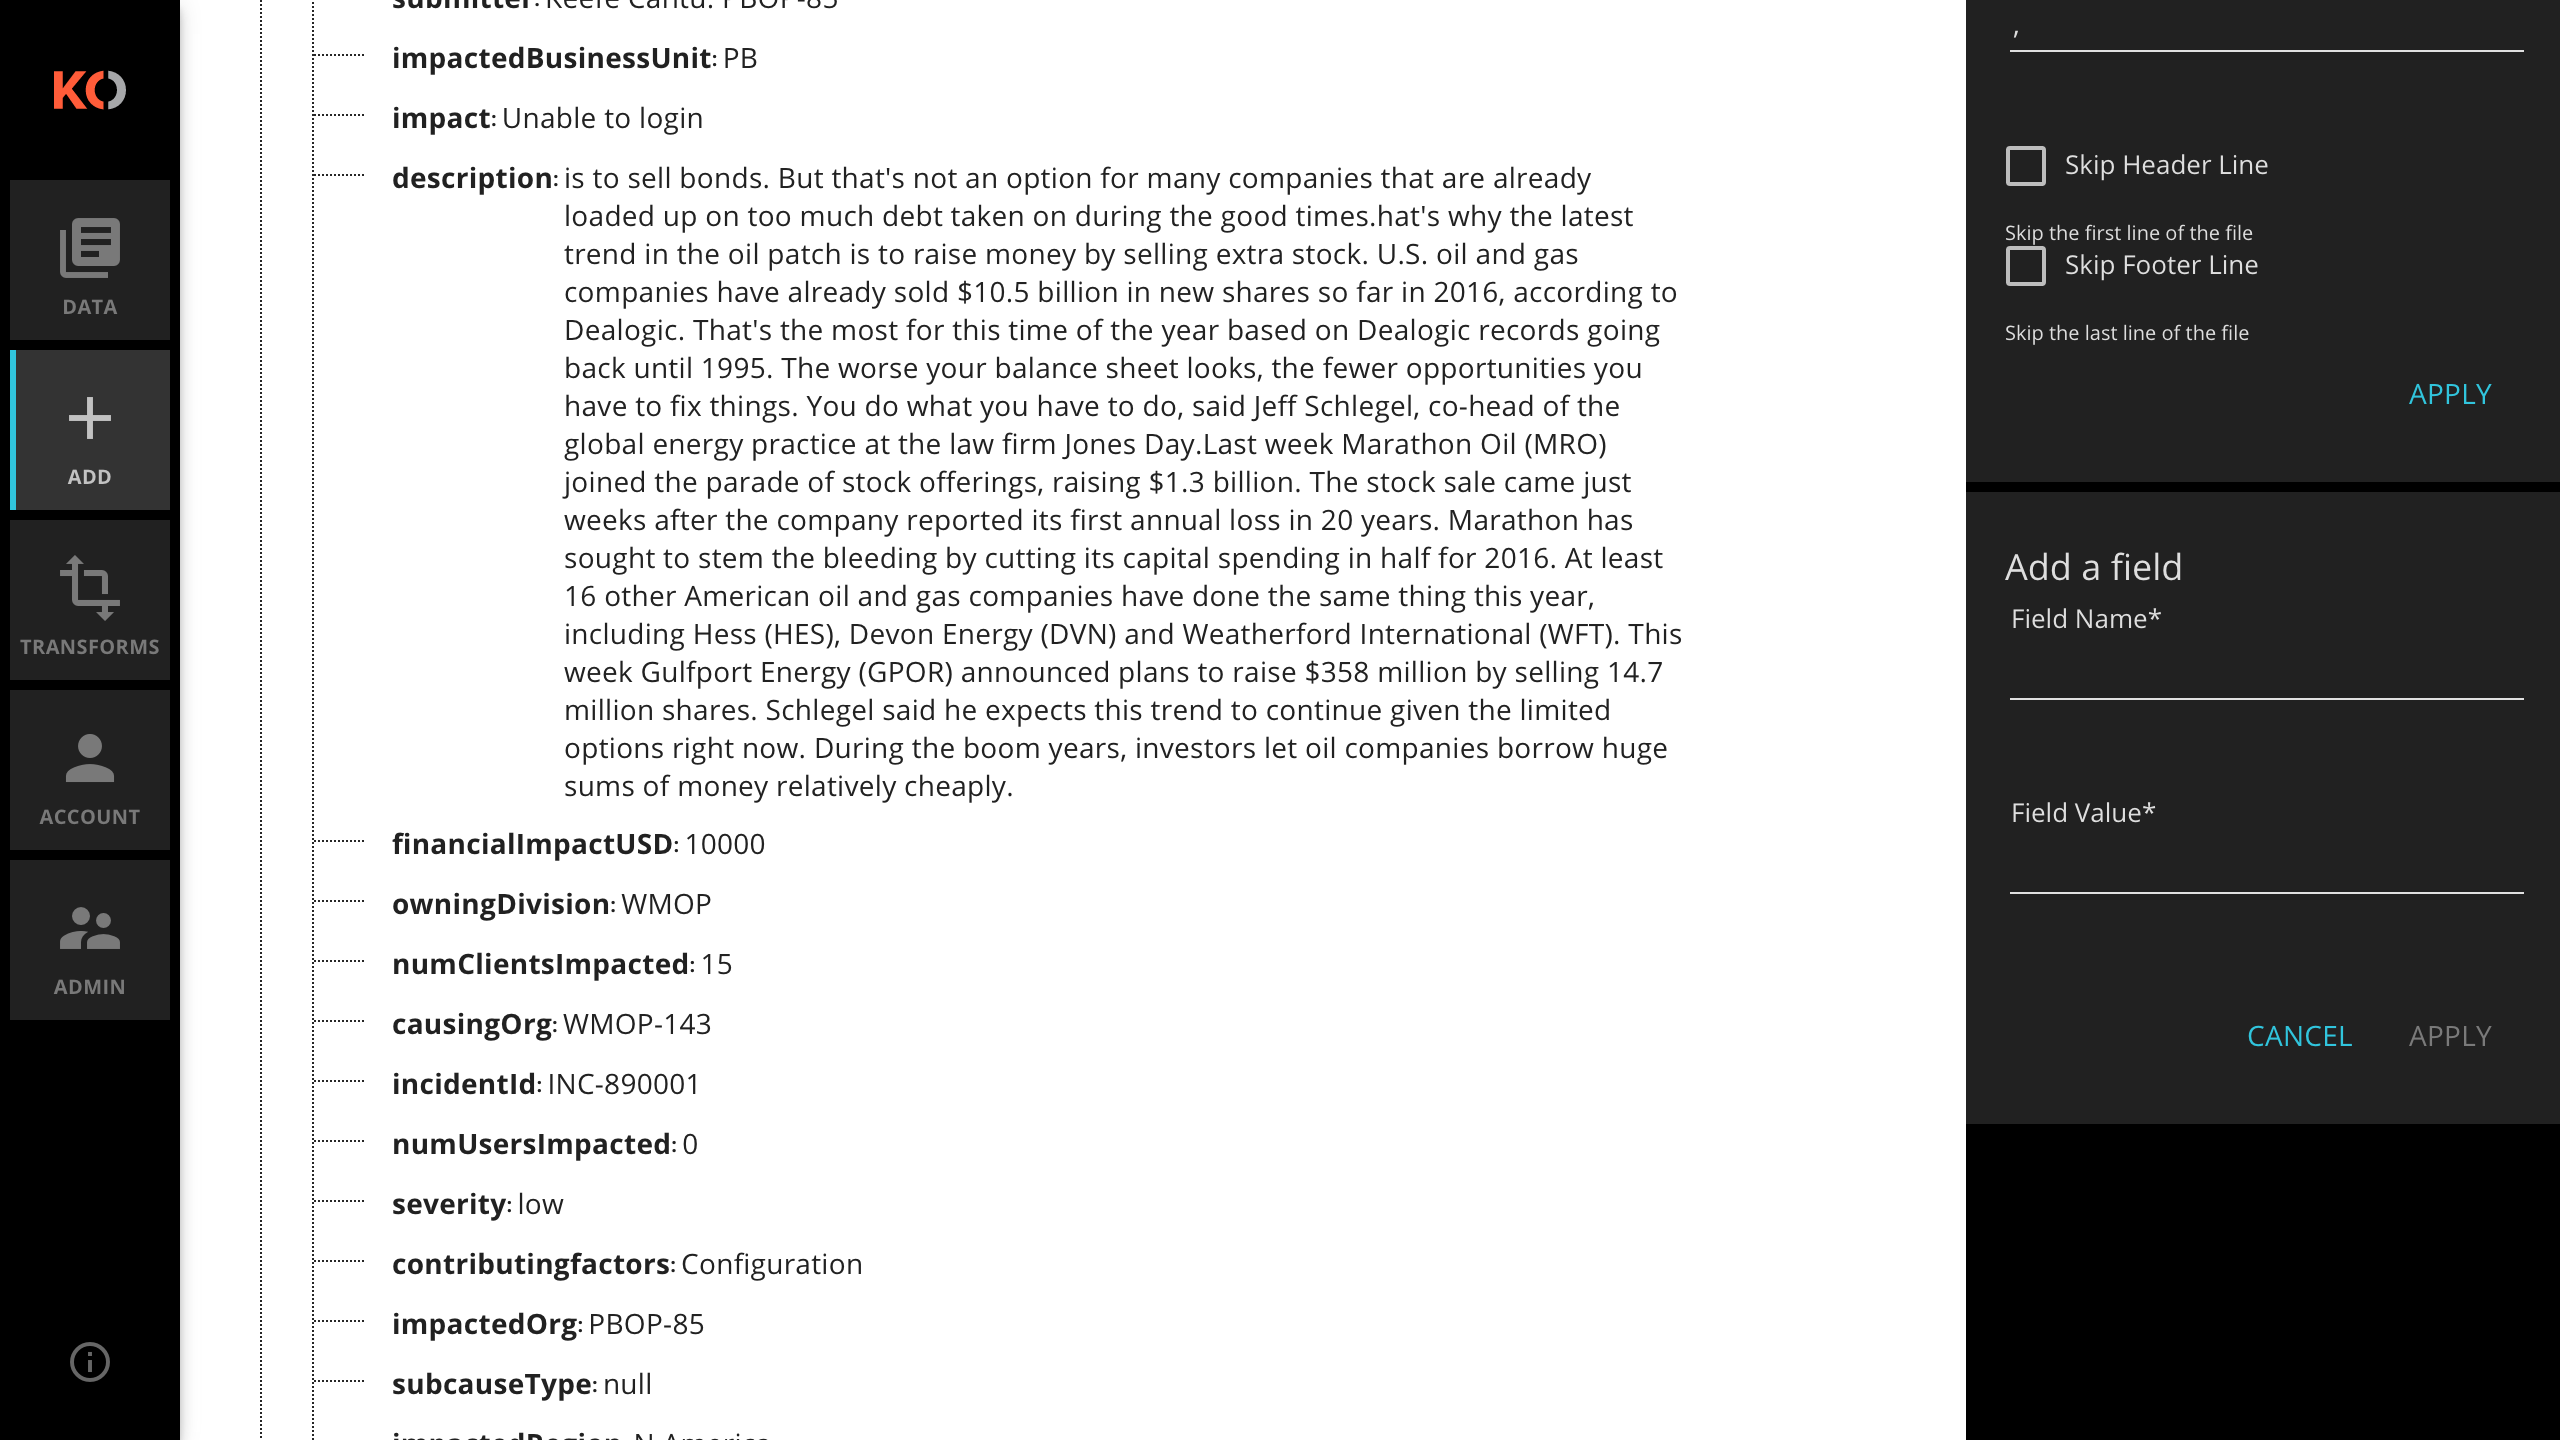 KO
DATA
ADD
TRANSFORMS
ACCOUNT
ADMIN
submitter: Keefe Cantu: PBOP-85
impactedBusinessUnit: PB
impact: Unable to login
description: is to sell bonds. But that's not an option for many companies that are already
loaded up on too much debt taken on during the good times.hat's why the latest
trend in the oil patch is to raise money by selling extra stock. U.S. oil and gas
companies have already sold $10.5 billion in new shares so far in 2016, according to
Dealogic. That's the most for this time of the year based on Dealogic records going
back until 1995. The worse your balance sheet looks, the fewer opportunities you
have to fix things. You do what you have to do, said Jeff Schlegel, co-head of the
global energy practice at the law firm Jones Day.Last week Marathon Oil (MRO)
joined the parade of stock offerings, raising $1.3 billion. The stock sale came just
weeks after the company reported its first annual loss in 20 years. Marathon has
sought to stem the bleeding by cutting its capital spending in half for 2016. At least
16 other American oil and gas companies have done the same thing this year,
including Hess (HES), Devon Energy (DVN) and Weatherford International (WFT). This
week Gulfport Energy (GPOR) announced plans to raise $358 million by selling 14.7
million shares. Schlegel said he expects this trend to continue given the limited
options right now. During the boom years, investors let oil companies borrow huge
sums of money relatively cheaply.
financialImpactUSD: 10000
owningDivision: WMOP
numClientsImpacted: 15
causingOrg: WMOP-143
incidentId: INC-890001
numUsersImpacted: 0
severity: low
contributingfactors: Configuration
impactedOrg: PBOP-85
subcauseType: null
impactedRegion: N.America
,
Skip Header Line
Skip the first line of the file
Skip Footer Line
Skip the last line of the file
APPLY
Add a field
Field Name*
Field Value*
CANCEL APPLY